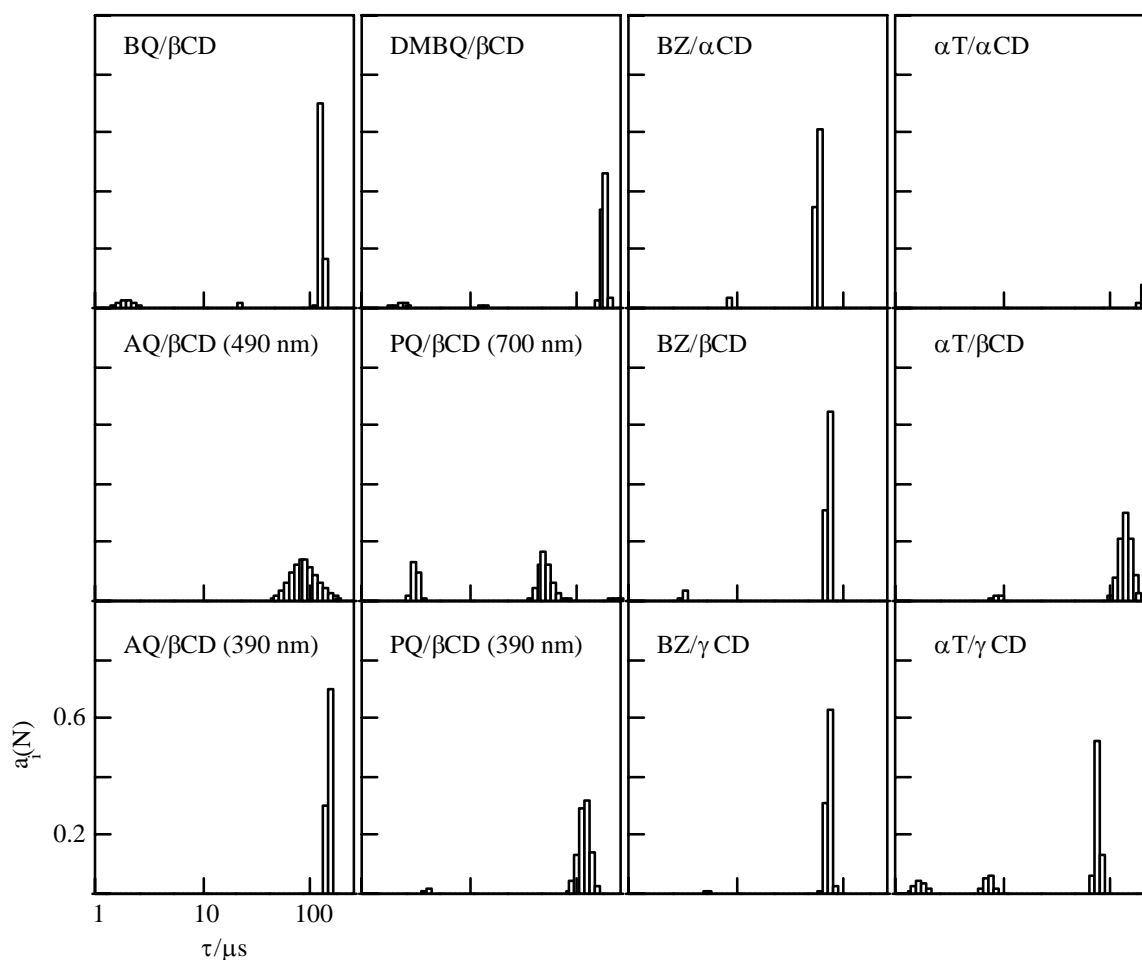 BQ/βCD
DMBQ/βCD
BZ/αCD
αT/αCD
AQ/βCD (490 nm)
PQ/βCD (700 nm)
BZ/βCD
αT/βCD
AQ/βCD (390 nm)
PQ/βCD (390 nm)
BZ/γ CD
αT/γ CD
0.6
0.2
aᵢ(N)
1
10
100
τ/μs